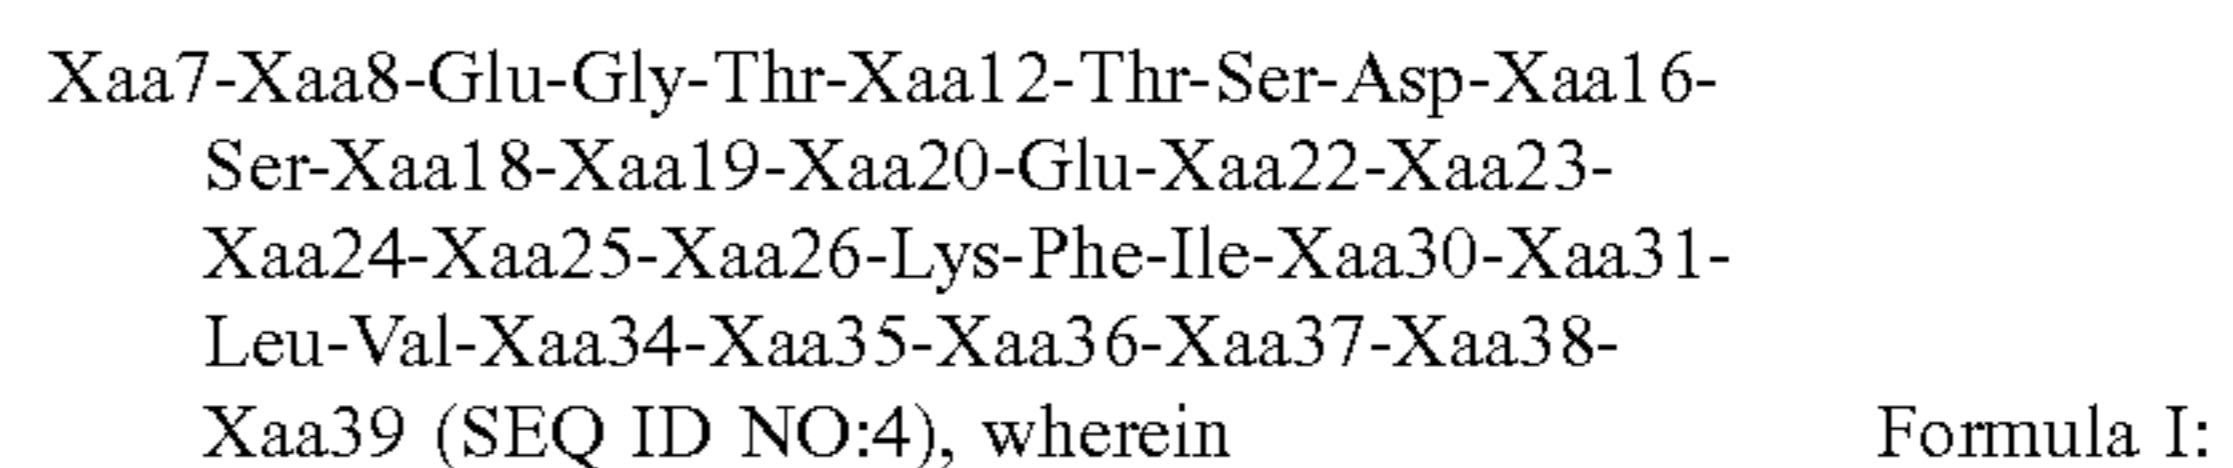 Xaa7-Xaa8-Glu-Gly-Thr-Xaa12-Thr-Ser-Asp-Xaa16-
Ser-Xaa18-Xaa19-Xaa20-Glu-Xaa22-Xaa23-
Xaa24-Xaa25-Xaa26-Lys-Phe-Ile-Xaa30-Xaa31-
Leu-Val-Xaa34-Xaa35-Xaa36-Xaa37-Xaa38-
Xaa39 (SEQ ID NO:4), wherein Formula I: